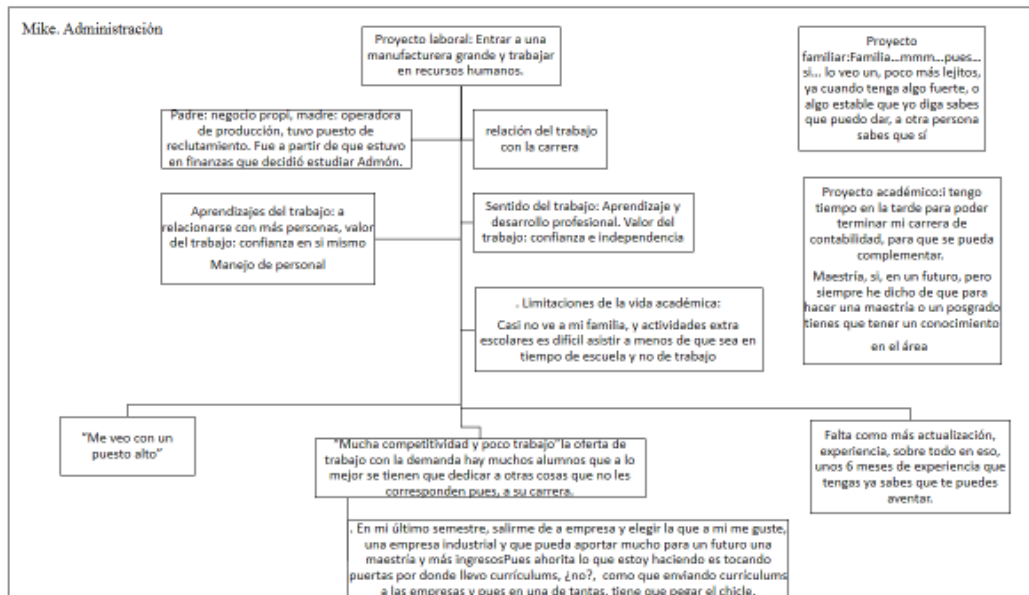 Mike. Administración
Proyecto laboral: Entrar a una
manufacturera grande y trabajar
en recursos humanos.
Proyecto
familiar:Familia...mmm...pues...
si... lo veo un, poco más lejitos,
ya cuando tenga algo fuerte, o
algo estable que yo diga sabes
que puedo dar, a otra persona
sabes que sí
Padre: negocio propi, madre: operadora
de producción, tuvo puesto de
reclutamiento. Fue a partir de que estuvo
en finanzas que decidió estudiar Admón.
relación del trabajo
con la carrera
Aprendizajes del trabajo: a
relacionarse con más personas, valor
del trabajo: confianza en si mismo
Manejo de personal
Sentido del trabajo: Aprendizaje y
desarrollo profesional. Valor del
trabajo: confianza e independencia
Proyecto académico:i tengo
tiempo en la tarde para poder
terminar mi carrera de
contabilidad, para que se pueda
complementar.
Maestría, si, en un futuro, pero
siempre he dicho de que para
hacer una maestría o un posgrado
tienes que tener un conocimiento
en el área
. Limitaciones de la vida académica:
Casi no ve a mi familia, y actividades extra
escolares es dificil asistir a menos de que sea en
tiempo de escuela y no de trabajo
"Me veo con un
puesto alto"
"Mucha competitividad y poco trabajo"la oferta de
trabajo con la demanda hay muchos alumnos que a lo
mejor se tienen que dedicar a otras cosas que no les
corresponden pues, a su carrera.
Falta como más actualización,
experiencia, sobre todo en eso,
unos 6 meses de experiencia que
tengas ya sabes que te puedes
aventar.
. En mi último semestre, salirme de a empresa y elegir la que a mi me guste,
una empresa industrial y que pueda aportar mucho para un futuro una
maestría y más ingresosPues ahorita lo que estoy haciendo es tocando
puertas por donde llevo currículums, ¿no?, como que enviando currículums
a las empresas y pues en una de tantas, tiene que pegar el chicle.